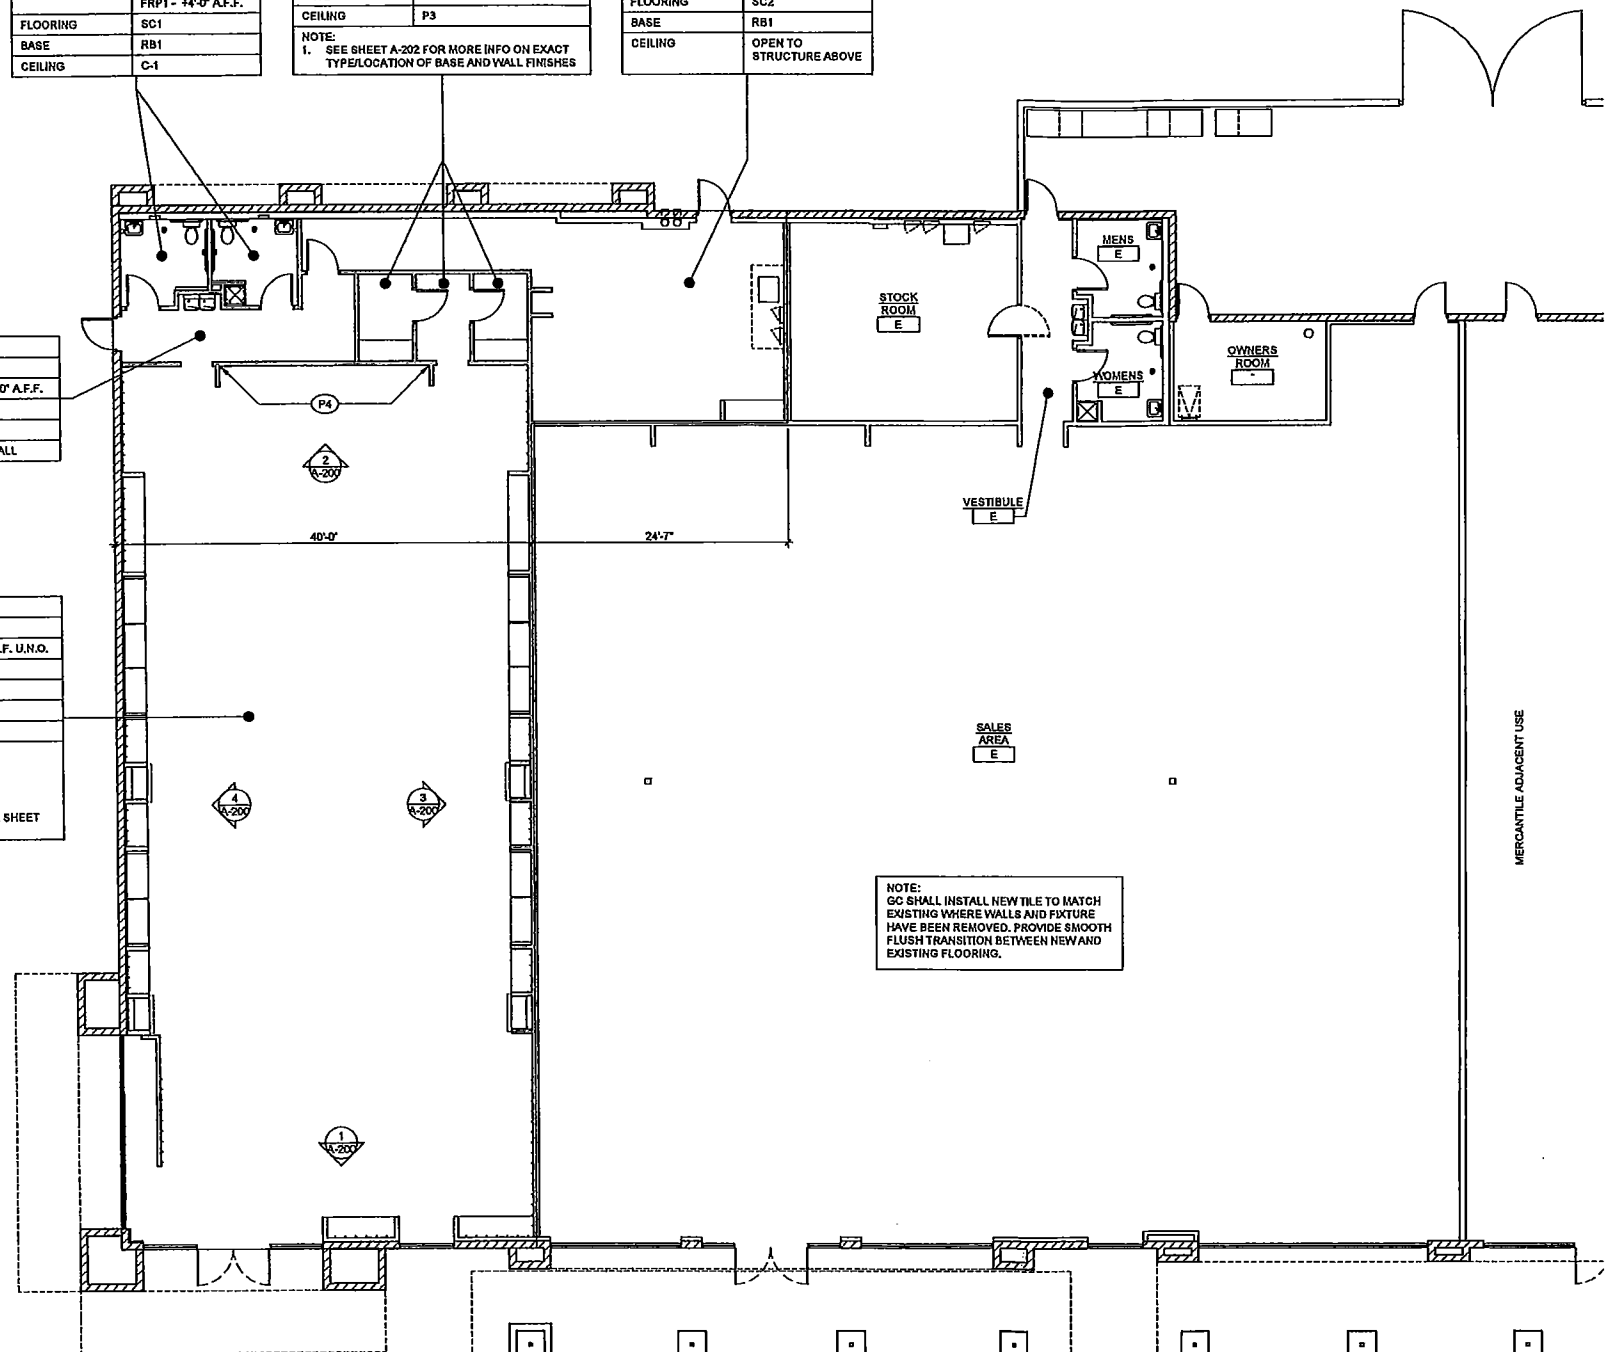 FRP1 - +4'-0" A.F.F.
FLOORING SC1
BASE RB1
CEILING C-1
CEILING P3
NOTE:
1. SEE SHEET A-202 FOR MORE INFO ON EXACT
TYPE/LOCATION OF BASE AND WALL FINISHES
FLOORING SC2
BASE RB1
CEILING OPEN TO
STRUCTURE ABOVE
MENS
E
STOCK
ROOM
E
OWNERS
ROOM
-
WOMENS
E
0" A.F.F.
ALL
P4
2
A-200
VESTIBULE
E
40'-0"
24'-7"
.F. U.N.O.
SHEET
SALES
AREA
E
4
A-200
3
A-200
MERCANTILE ADJACENT USE
NOTE:
GC SHALL INSTALL NEW TILE TO MATCH
EXISTING WHERE WALLS AND FIXTURE
HAVE BEEN REMOVED. PROVIDE SMOOTH
FLUSH TRANSITION BETWEEN NEW AND
EXISTING FLOORING.
1
A-200